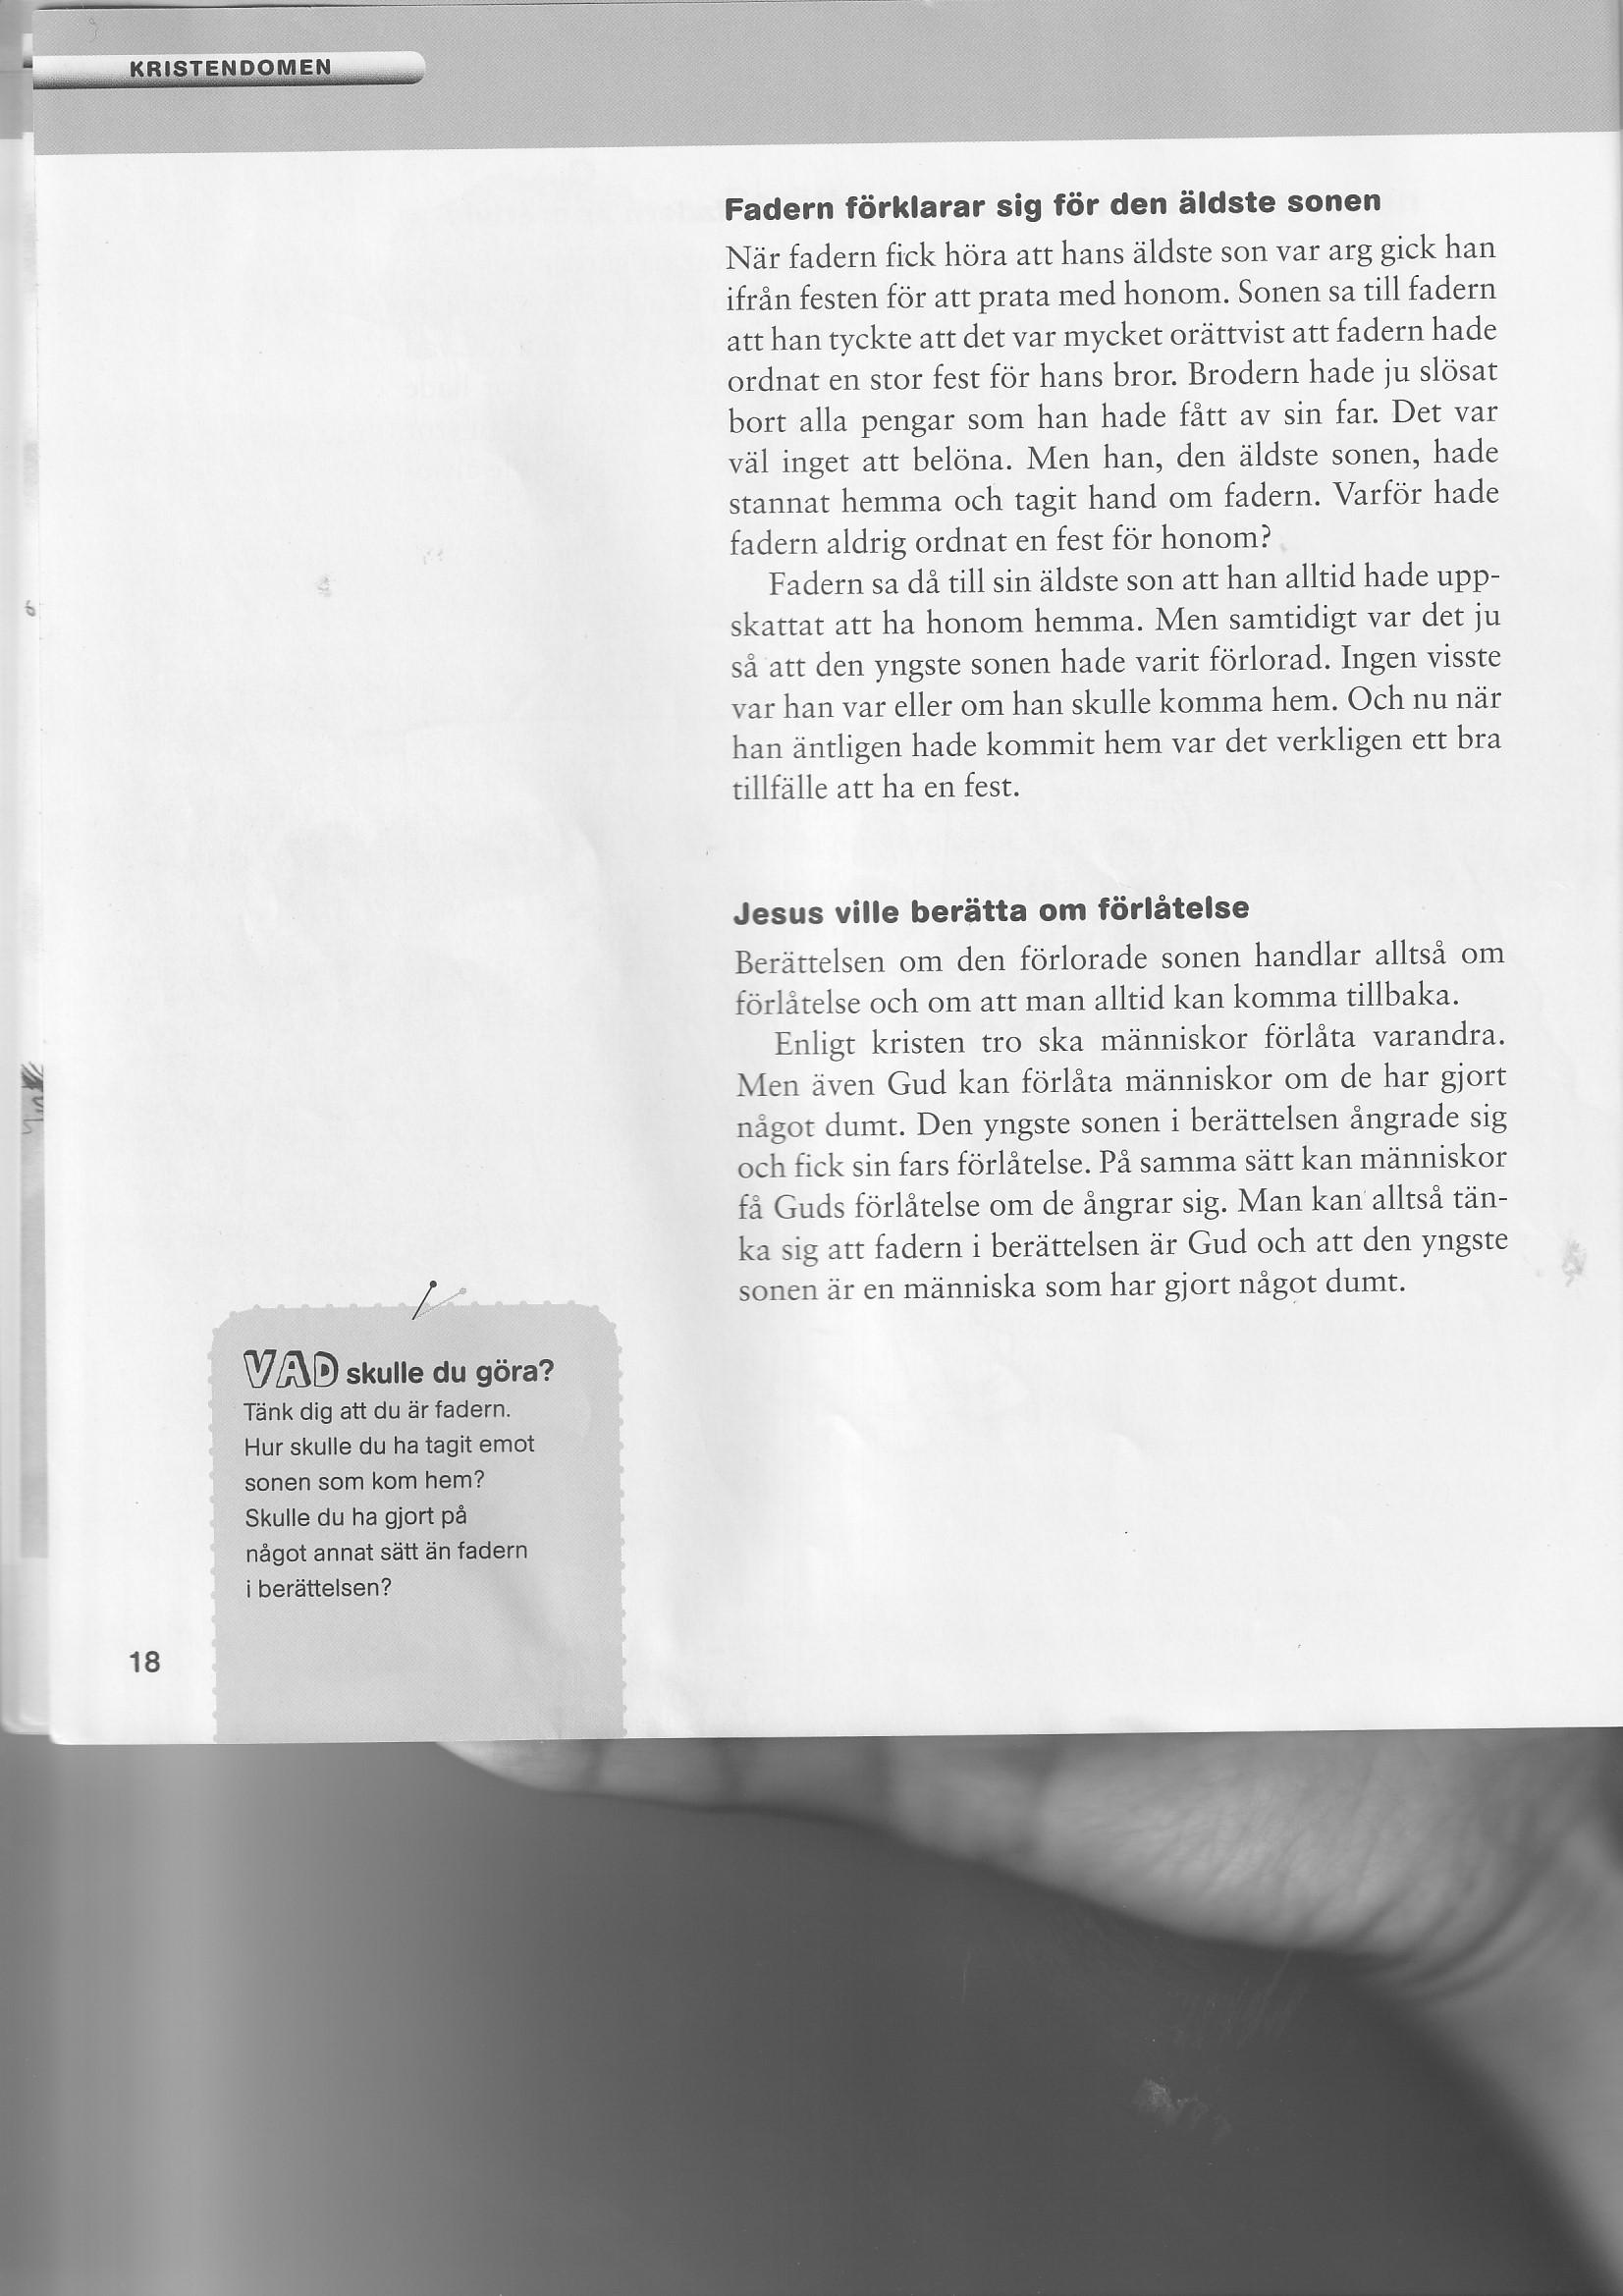 KRISTENDOMEN
Fadern förklarar sig för den äldste sonen
När fadern fick höra att hans äldste son var arg gick han
ifrån festen för att prata med honom. Sonen sa till fadern
att han tyckte att det var mycket orättvist att fadern hade
ordnat en stor fest för hans bror. Brodern hade ju slösat
bort alla pengar som han hade fått av sin far. Det var
väl inget att belöna. Men han, den äldste sonen, hade
stannat hemma och tagit hand om fadern. Varför hade
fadern aldrig ordnat en fest för honom?
Fadern sa då till sin äldste son att han alltid hade upp-
skattat att ha honom hemma. Men samtidigt var det ju
så att den yngste sonen hade varit förlorad. Ingen visste
var han var eller om han skulle komma hem. Och nu när
han äntligen hade kommit hem var det verkligen ett bra
tillfälle att ha en fest.
Jesus ville berätta om förlåtelse
Berättelsen om den förlorade sonen handlar alltså om
förlåtelse och om att man alltid kan komma tillbaka.
Enligt kristen tro ska människor förlåta varandra.
Men även Gud kan förlåta människor om de har gjort
något dumt. Den yngste sonen i berättelsen ångrade sig
och fick sin fars förlåtelse. På samma sätt kan människor
få Guds förlåtelse om de ångrar sig. Man kan alltså tän-
ka sig att fadern i berättelsen är Gud och att den yngste
sonen är en människa som har gjort något dumt.
VAD skulle du göra?
Tänk dig att du är fadern.
Hur skulle du ha tagit emot
sonen som kom hem?
Skulle du ha gjort på
något annat sätt än fadern
i berättelsen?
18